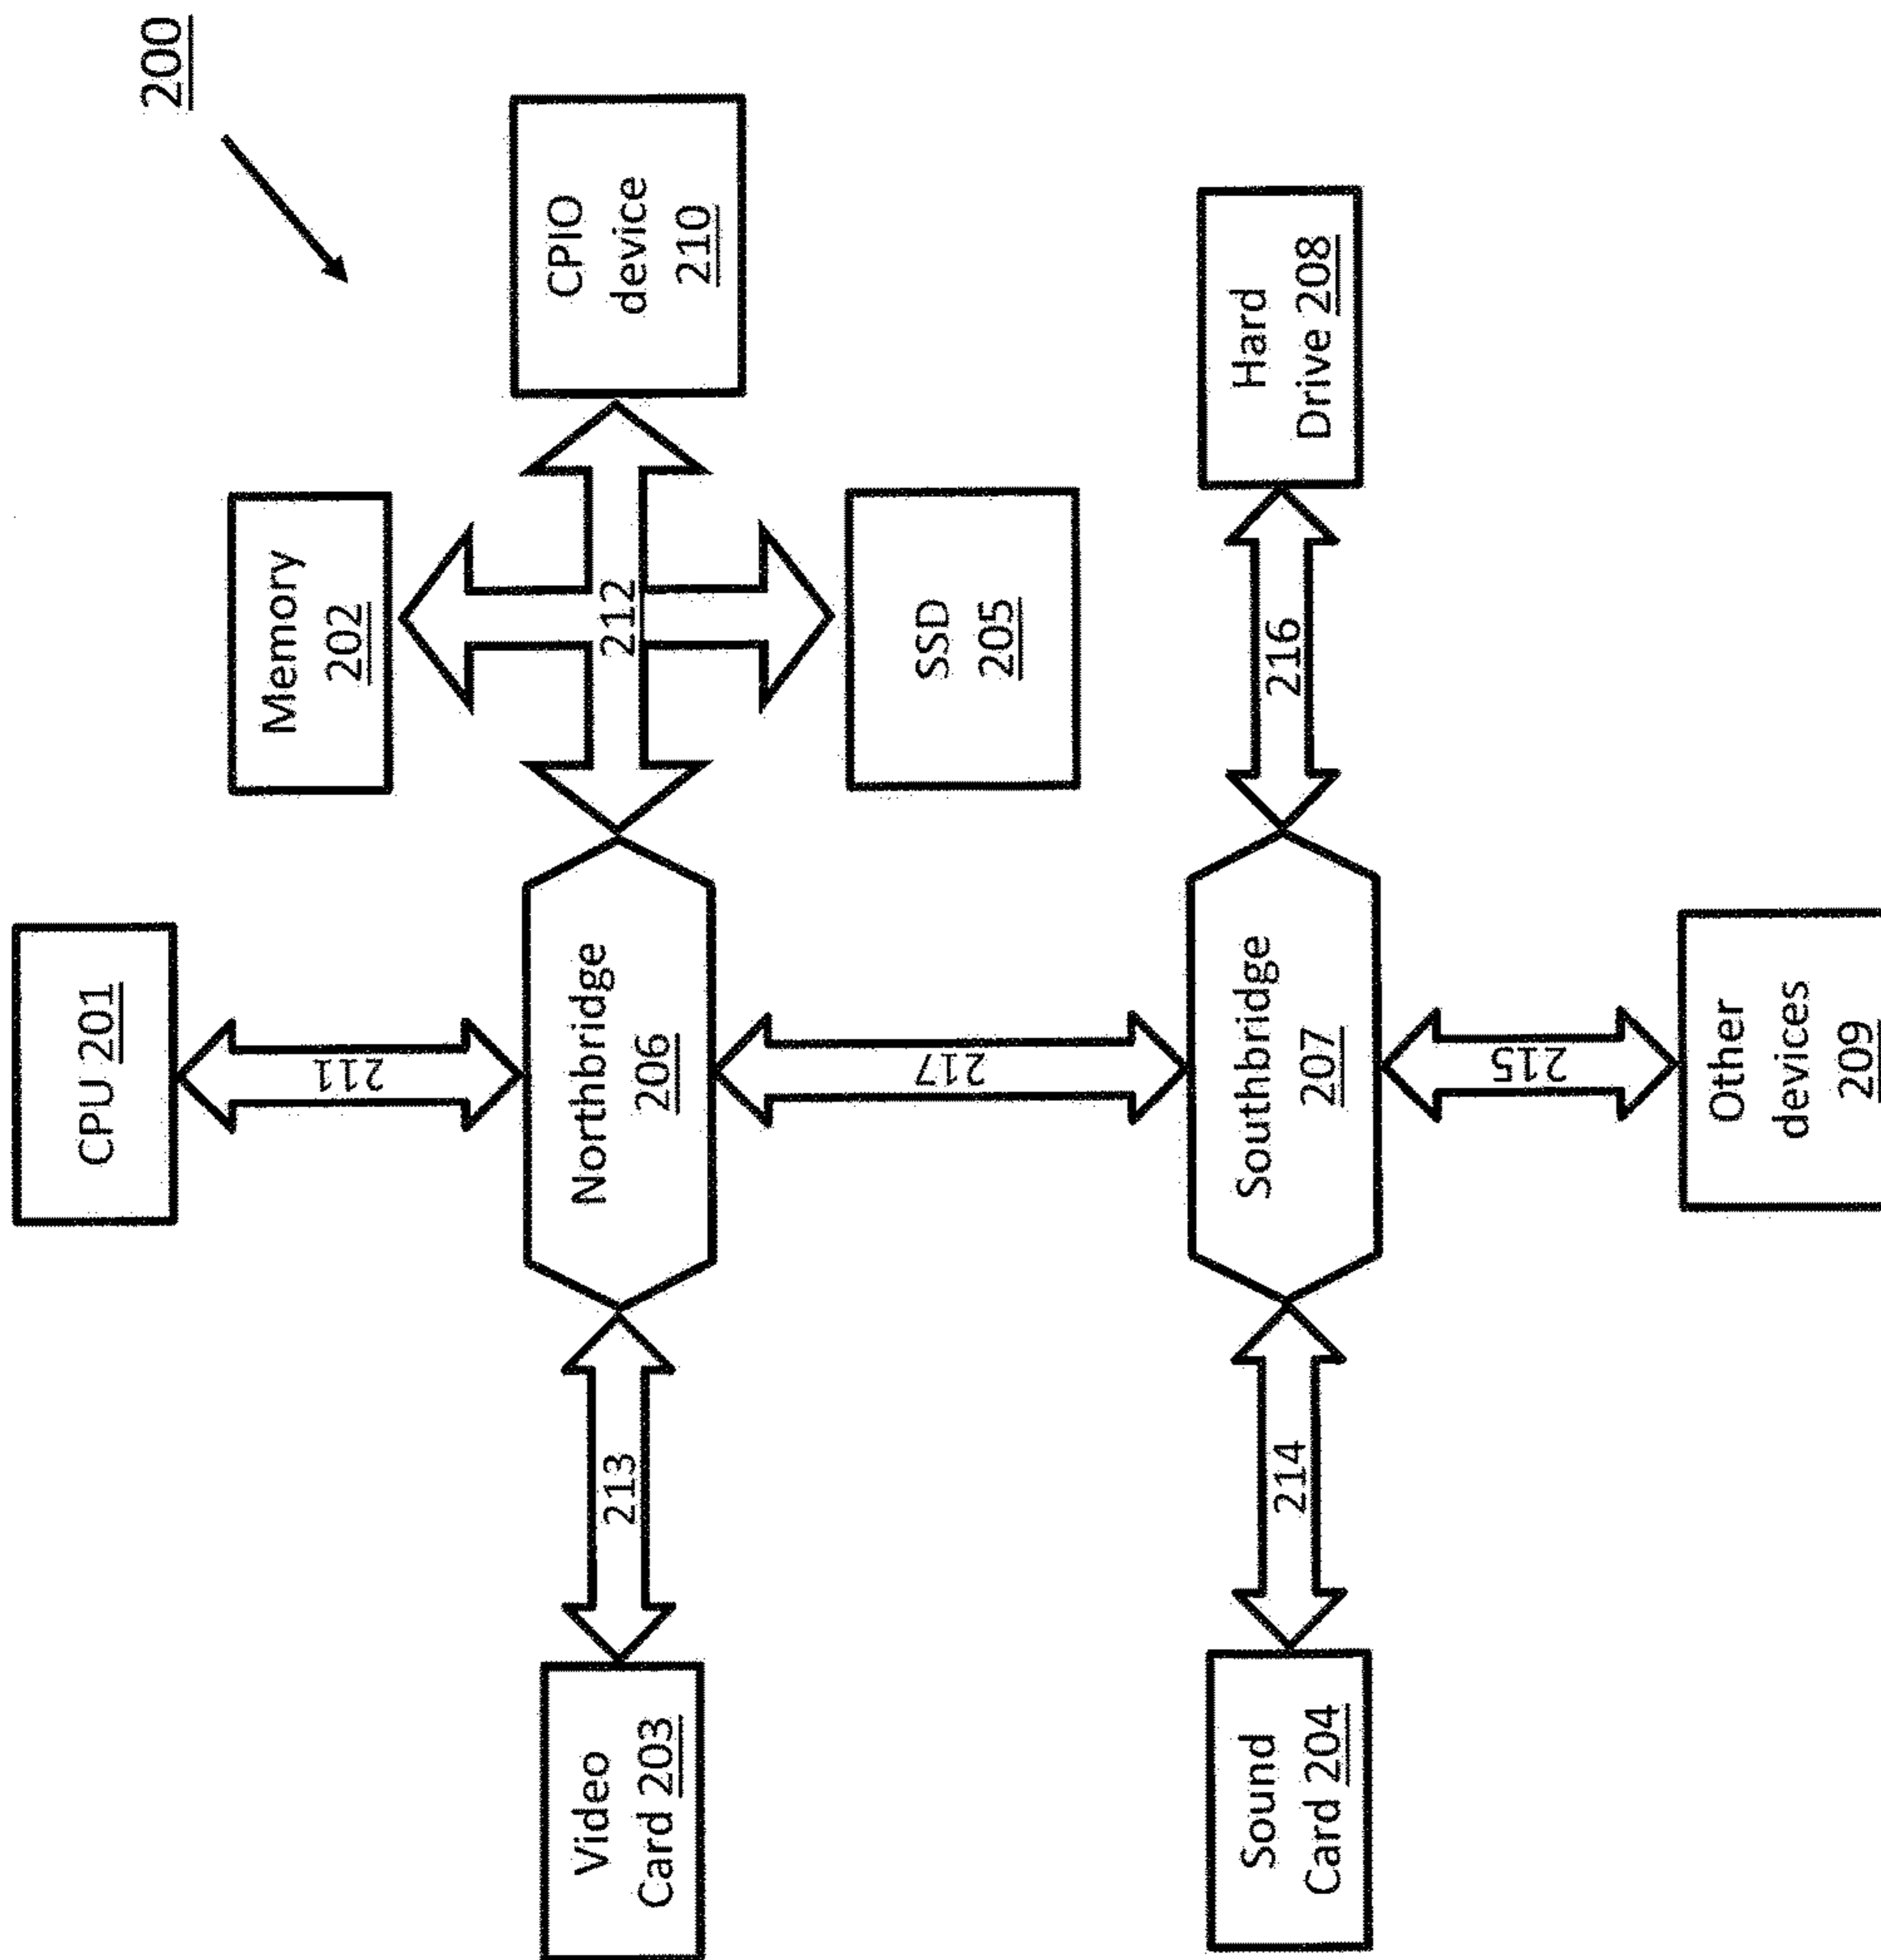 200
CPU 201
211
Memory
202
CPIO
device
210
212
SSD
205
Northbridge
206
213
Video
Card 203
217
Southbridge
207
216
Hard
Drive 208
214
Sound
Card 204
215
Other
devices
209